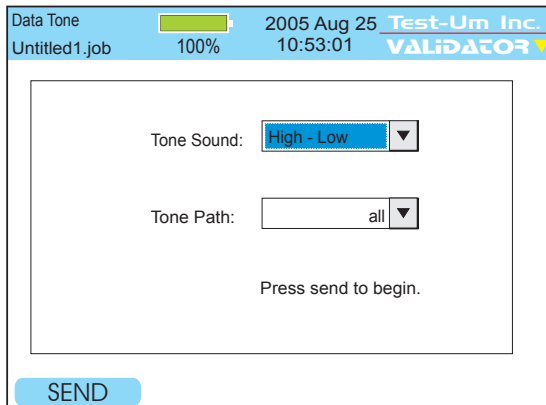 Data Tone
Untitled1.job
100%
2005 Aug 25
10:53:01
Test-Um Inc.
VALiDATOR
Tone Sound: High - Low
Tone Path: all
Press send to begin.
SEND